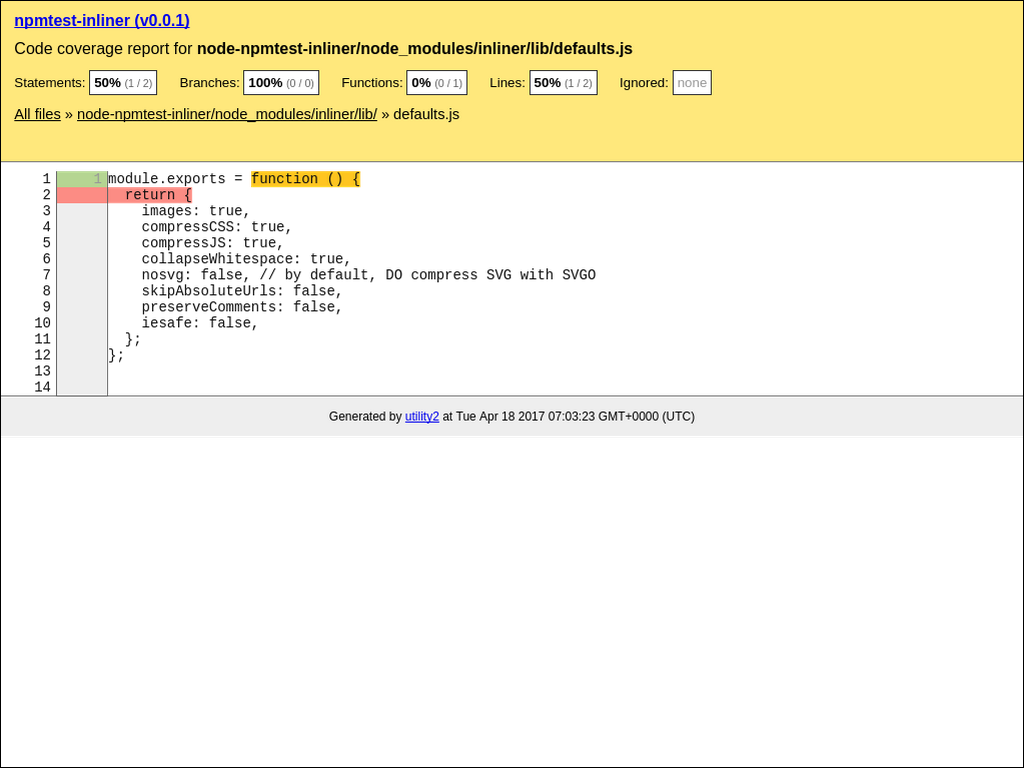 npmtest-inliner (v0.0.1)
Code coverage report for node-npmtest-inliner/node_modules/inliner/lib/defaults.js
Statements: 50% (1 / 2) Branches: 100% (0 / 0) Functions: 0% (0 / 1) Lines: 50% (1 / 2) Ignored: none
All files » node-npmtest-inliner/node_modules/inliner/lib/ » defaults.js
1 1 module.exports = function () {
2   return {
3     images: true,
4     compressCSS: true,
5     compressJS: true,
6     collapseWhitespace: true,
7     nosvg: false, // by default, DO compress SVG with SVGO
8     skipAbsoluteUrls: false,
9     preserveComments: false,
10     iesafe: false,
11   };
12 };
13
14
Generated by utility2 at Tue Apr 18 2017 07:03:23 GMT+0000 (UTC)